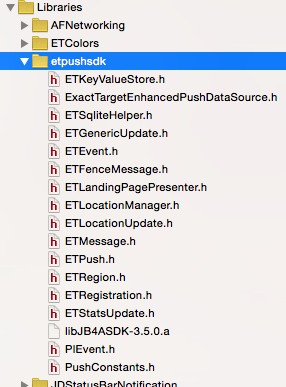 Libraries
AFNetworking
ETColors
etpushsdk
ETKeyValueStore.h
ExactTargetEnhancedPushDataSource.h
ETSqliteHelper.h
ETGenericUpdate.h
ETEvent.h
ETFenceMessage.h
ETLandingPagePresenter.h
ETLocationManager.h
ETLocationUpdate.h
ETMessage.h
ETPush.h
ETRegion.h
ETRegistration.h
ETStatsUpdate.h
libJB4ASDK-3.5.0.a
PIEvent.h
PushConstants.h
JDStatusBarNotification